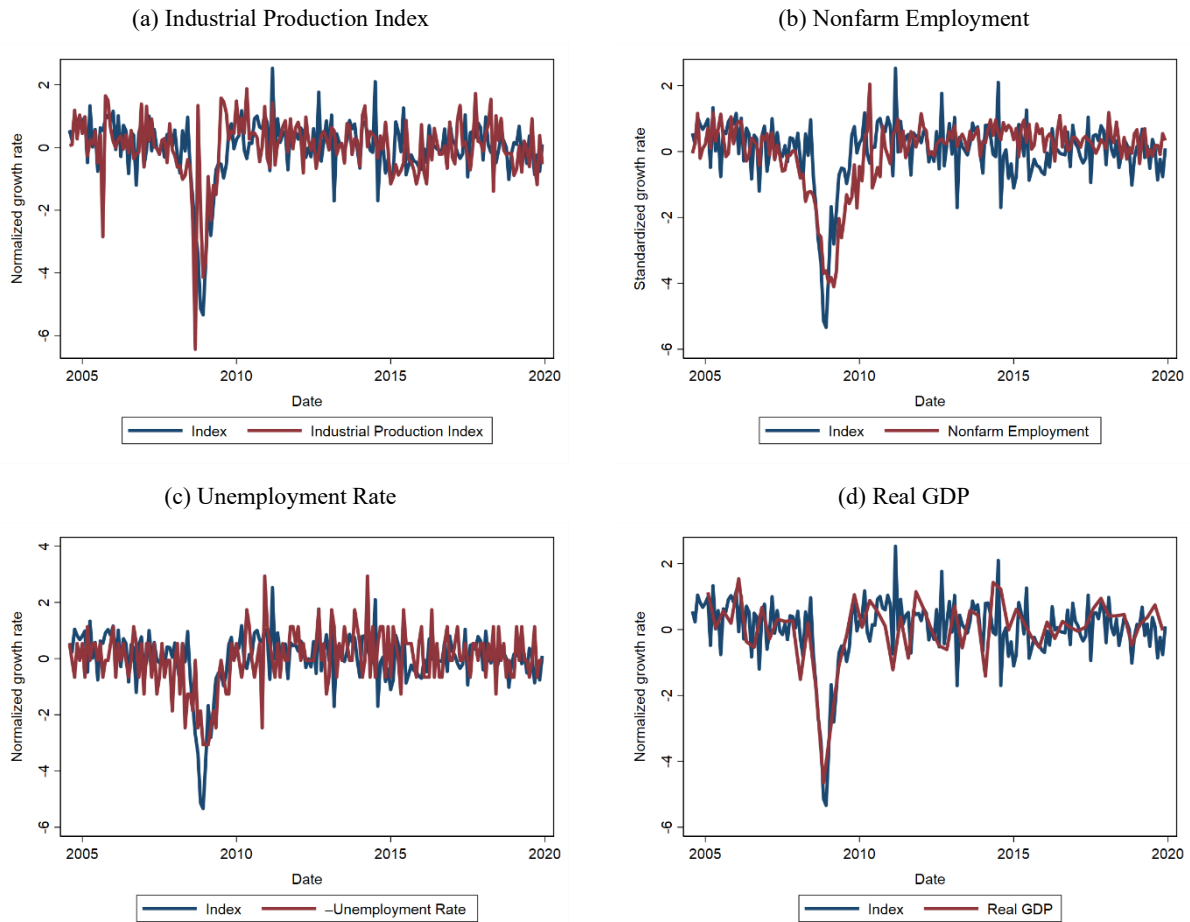 (a) Industrial Production Index
Normalized growth rate
2
0
-2
-4
-6
2005 2010 2015 2020
Date
Index Industrial Production Index
(b) Nonfarm Employment
Standardized growth rate
2
0
-2
-4
-6
2005 2010 2015 2020
Date
Index Nonfarm Employment
(c) Unemployment Rate
Normalized growth rate
4
2
0
-2
-4
-6
2005 2010 2015 2020
Date
Index –Unemployment Rate
(d) Real GDP
Normalized growth rate
2
0
-2
-4
-6
2005 2010 2015 2020
Date
Index Real GDP